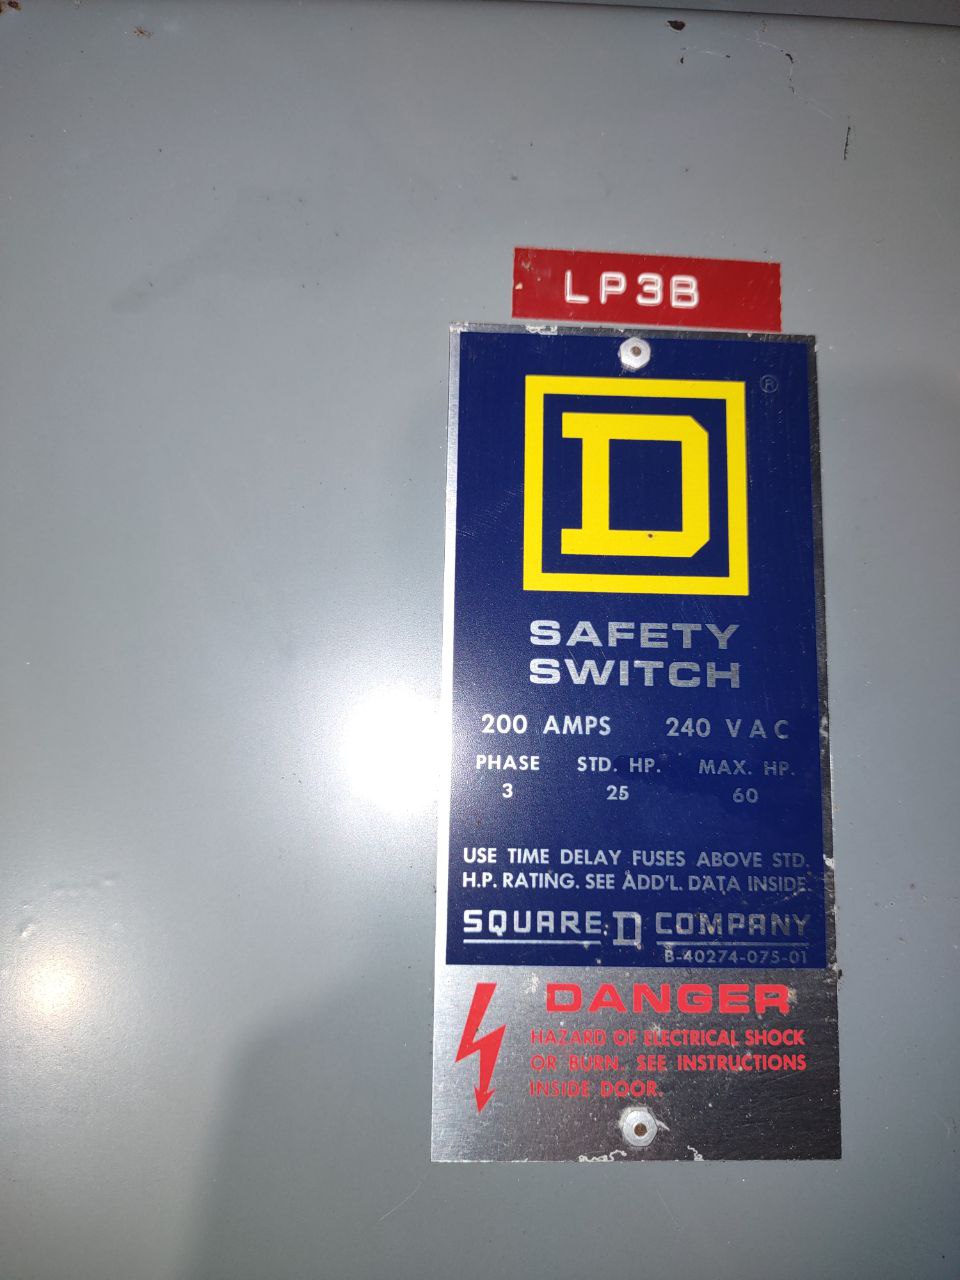 LP3B
®
D
SAFETY
SWITCH
200 AMPS 240 VAC
PHASE STD. HP. MAX. HP.
3 25 60
USE TIME DELAY FUSES ABOVE STD.
H.P. RATING. SEE ADD'L. DATA INSIDE.
SQUARE D COMPANY
B-40274-075-01
DANGER
HAZARD OF ELECTRICAL SHOCK
OR BURN. SEE INSTRUCTIONS
INSIDE DOOR.